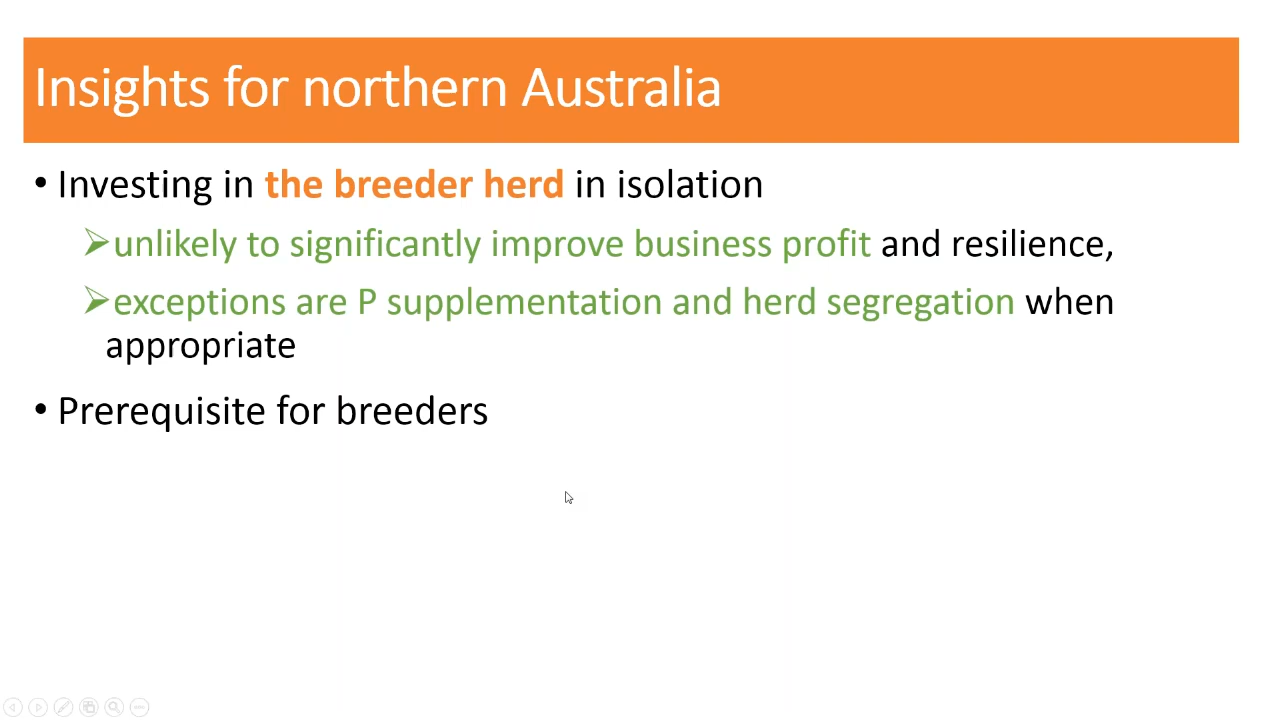 Insights for northern Australia
• Investing in the breeder herd in isolation
➢unlikely to significantly improve business profit and resilience,
➢exceptions are P supplementation and herd segregation when
appropriate
• Prerequisite for breeders